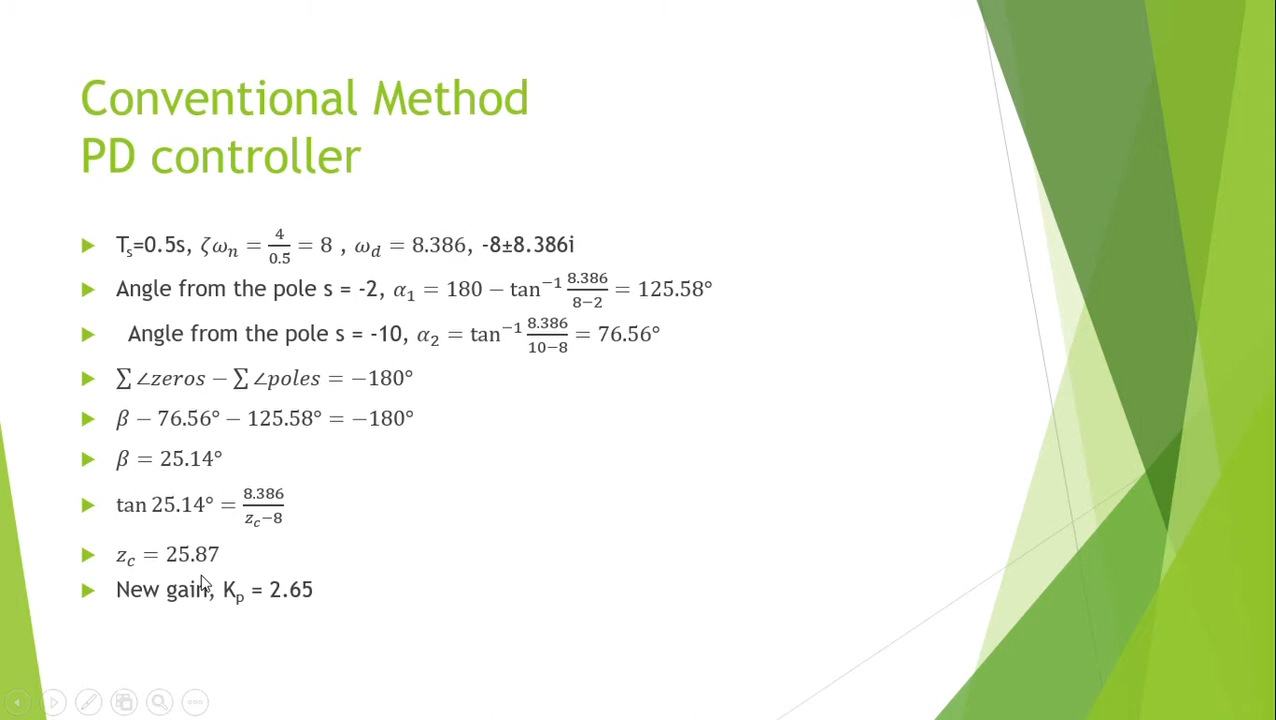 Conventional Method
PD controller
Tₛ=0.5s, 𝜁𝜔ₙ = 4/0.5 = 8 , 𝜔_d = 8.386, -8±8.386i
Angle from the pole s = -2, 𝛼₁ = 180 − tan⁻¹ 8.386/(8−2) = 125.58°
Angle from the pole s = -10, 𝛼₂ = tan⁻¹ 8.386/(10−8) = 76.56°
∑∠zeros − ∑∠poles = −180°
𝛽 − 76.56° − 125.58° = −180°
𝛽 = 25.14°
tan 25.14° = 8.386/(z_c−8)
z_c = 25.87
New gain, Kₚ = 2.65